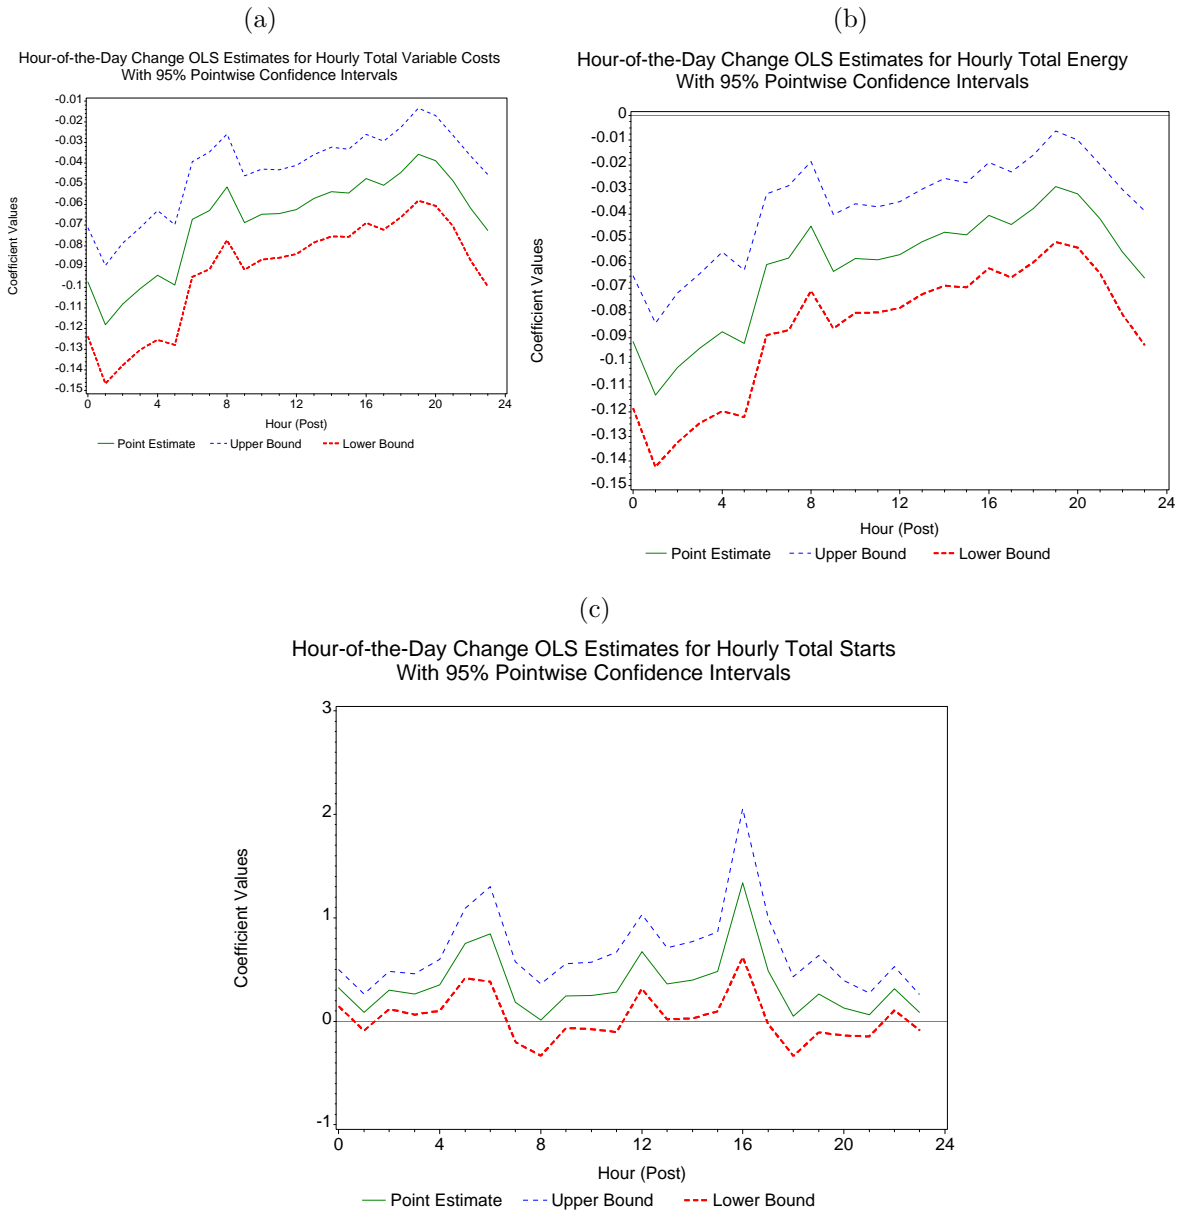 (a)
Hour-of-the-Day Change OLS Estimates for Hourly Total Variable Costs
With 95% Pointwise Confidence Intervals
Coefficient Values
-0.01
-0.02
-0.03
-0.04
-0.05
-0.06
-0.07
-0.08
-0.09
-0.1
-0.11
-0.12
-0.13
-0.14
-0.15
0 4 8 12 16 20 24
Hour (Post)
Point Estimate Upper Bound Lower Bound
(b)
Hour-of-the-Day Change OLS Estimates for Hourly Total Energy
With 95% Pointwise Confidence Intervals
Coefficient Values
0
-0.01
-0.02
-0.03
-0.04
-0.05
-0.06
-0.07
-0.08
-0.09
-0.1
-0.11
-0.12
-0.13
-0.14
-0.15
0 4 8 12 16 20 24
Hour (Post)
Point Estimate Upper Bound Lower Bound
(c)
Hour-of-the-Day Change OLS Estimates for Hourly Total Starts
With 95% Pointwise Confidence Intervals
Coefficient Values
3
2
1
0
-1
0 4 8 12 16 20 24
Hour (Post)
Point Estimate Upper Bound Lower Bound